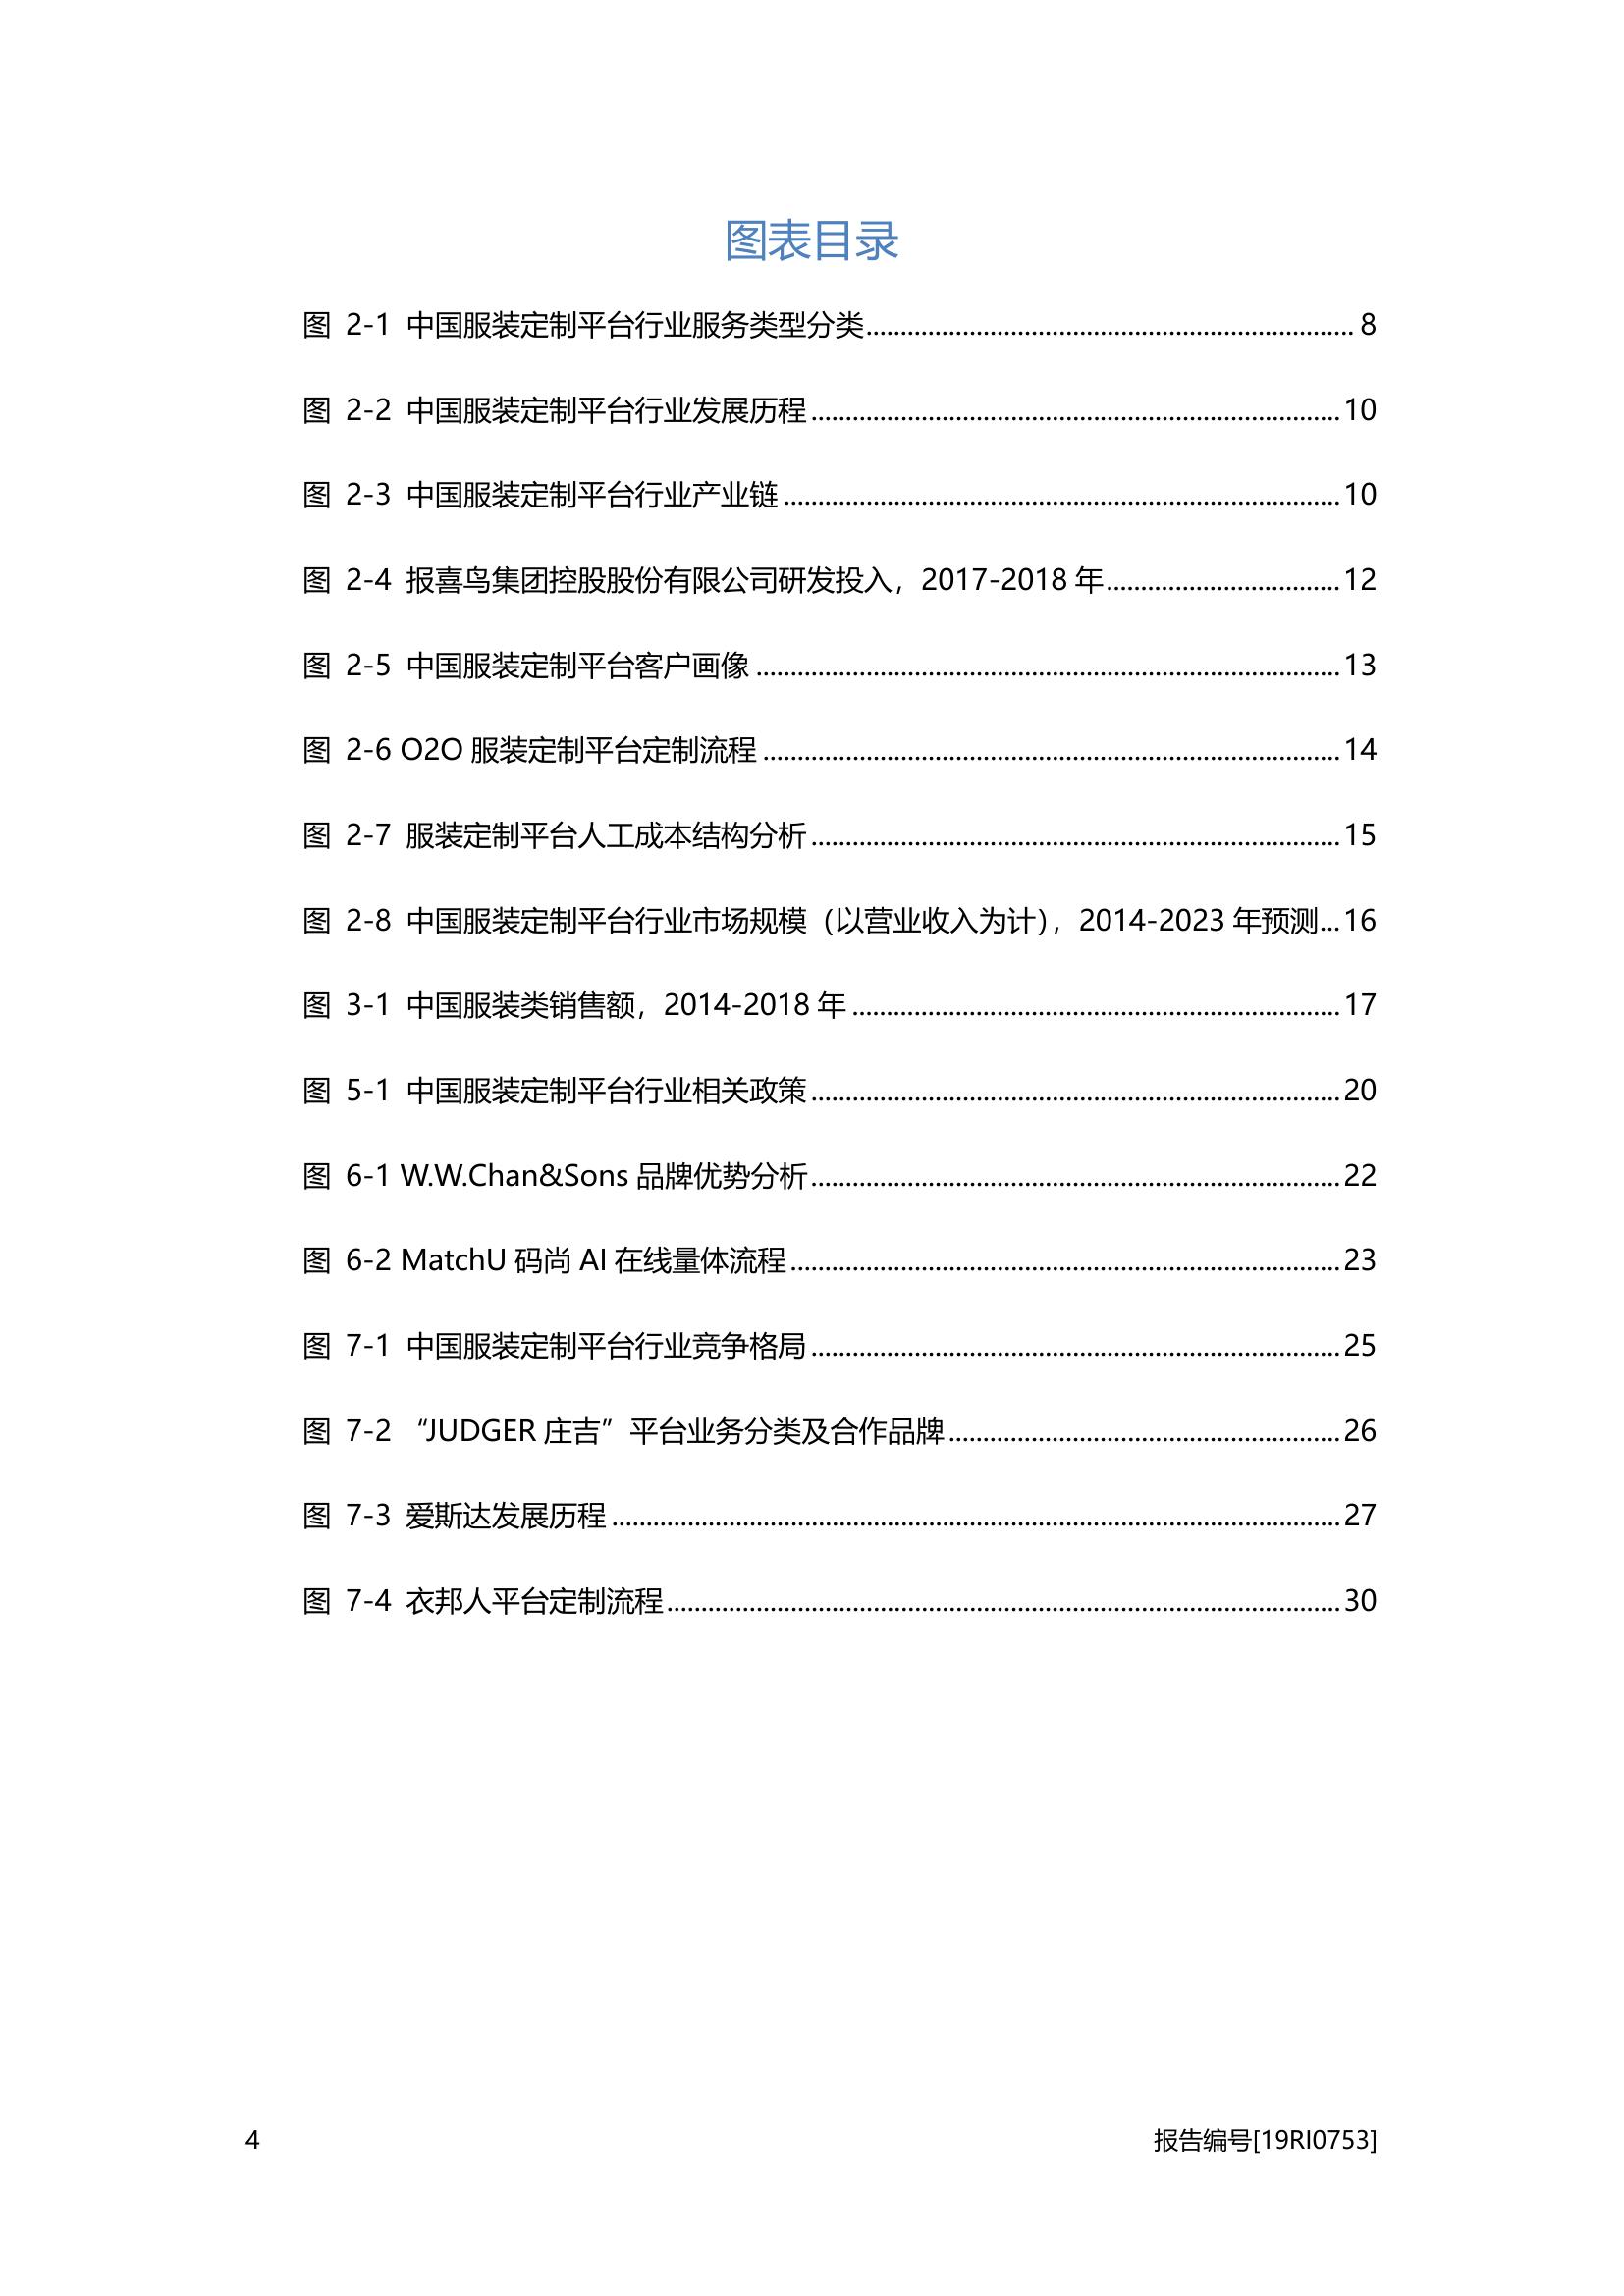 图表目录
图 2-1 中国服装定制平台行业服务类型分类....................................................................... 8
图 2-2 中国服装定制平台行业发展历程.............................................................................10
图 2-3 中国服装定制平台行业产业链.................................................................................10
图 2-4 报喜鸟集团控股股份有限公司研发投入，2017-2018 年..................................12
图 2-5 中国服装定制平台客户画像.....................................................................................13
图 2-6 O2O 服装定制平台定制流程....................................................................................14
图 2-7 服装定制平台人工成本结构分析.............................................................................15
图 2-8 中国服装定制平台行业市场规模（以营业收入为计），2014-2023 年预测...16
图 3-1 中国服装类销售额，2014-2018 年.......................................................................17
图 5-1 中国服装定制平台行业相关政策.............................................................................20
图 6-1 W.W.Chan&Sons 品牌优势分析.............................................................................22
图 6-2 MatchU 码尚 AI 在线量体流程................................................................................23
图 7-1 中国服装定制平台行业竞争格局.............................................................................25
图 7-2 “JUDGER 庄吉”平台业务分类及合作品牌.........................................................26
图 7-3 爱斯达发展历程..........................................................................................................27
图 7-4 衣邦人平台定制流程..................................................................................................30
4 报告编号[19RI0753]